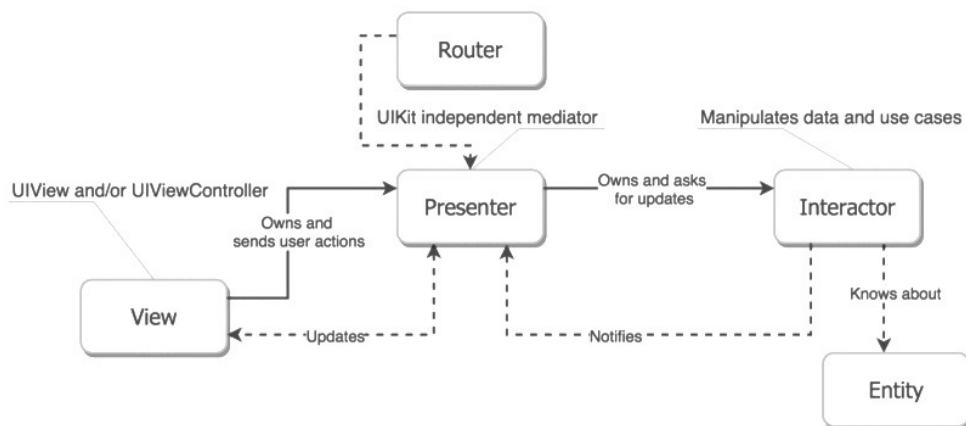 Router
UIKit independent mediator
Manipulates data and use cases
UIView and/or UIViewController
Presenter
Owns and asks
for updates
Interactor
Owns and
sends user actions
View
Updates
Notifies
Knows about
Entity